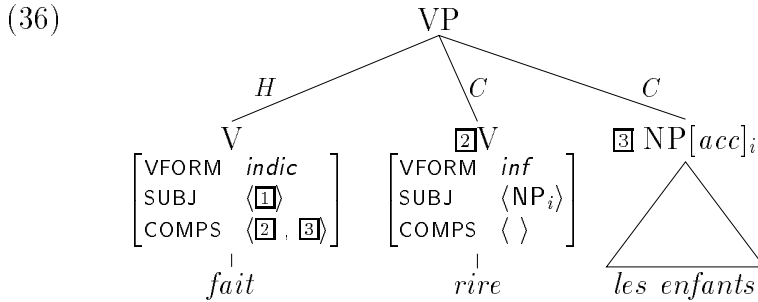 (36)
VP
H C C
V [2]V [3] NP[acc]i
VFORM indic VFORM inf
SUBJ ⟨[1]⟩ SUBJ ⟨NPi⟩
COMPS ⟨[2] , [3]⟩ COMPS ⟨ ⟩
fait rire les enfants